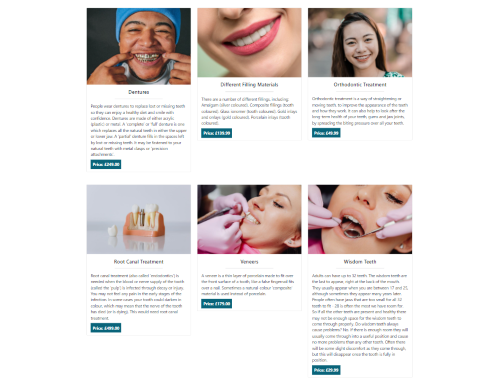 Dentures
People wear dentures to replace lost or missing teeth
so they can enjoy a healthy diet and smile with
confidence. Dentures are made of either acrylic
(plastic) or metal. A 'complete' or 'full' denture is one
which replaces all the natural teeth in either the upper
or lower jaw. A 'partial' denture fills in the spaces left
by lost or missing teeth. It may be fastened to your
natural teeth with metal clasps or 'precision
attachments'.
Price: £349.00
Different Filling Materials
There are a number of different fillings, including:
Amalgam (silver coloured). Composite fillings (tooth
coloured). Glass ionomer (tooth coloured). Gold inlays
and onlays (gold coloured). Porcelain inlays (tooth
coloured).
Price: £139.99
Orthodontic Treatment
Orthodontic treatment is a way of straightening or
moving teeth, to improve the appearance of the teeth
and how they work. It can also help to look after the
long-term health of your teeth, gums and jaw joints,
by spreading the biting pressure over all your teeth.
Price: £49.99
Root Canal Treatment
Root canal treatment (also called 'endodontics') is
needed when the blood or nerve supply of the tooth
(called the 'pulp') is infected through decay or injury.
You may not feel any pain in the early stages of the
infection. In some cases your tooth could darken in
colour, which may mean that the nerve of the tooth
has died (or is dying). This would need root canal
treatment.
Price: £499.00
Veneers
A veneer is a thin layer of porcelain made to fit over
the front surface of a tooth, like a false fingernail fits
over a nail. Sometimes a natural-colour 'composite'
material is used instead of porcelain.
Price: £179.00
Wisdom Teeth
Adults can have up to 32 teeth. The wisdom teeth are
the last to appear, right at the back of the mouth.
They usually appear when you are between 17 and 25,
although sometimes they appear many years later.
People often have jaws that are too small for all 32
teeth to fit - 28 is often the most we have room for.
So if all the other teeth are present and healthy there
may not be enough space for the wisdom teeth to
come through properly. Do wisdom teeth always
cause problems? No. If there is enough room they will
usually come through into a useful position and cause
no more problems than any other tooth. Often there
will be some slight discomfort as they come through,
but this will disappear once the tooth is fully in
position.
Price: £29.99